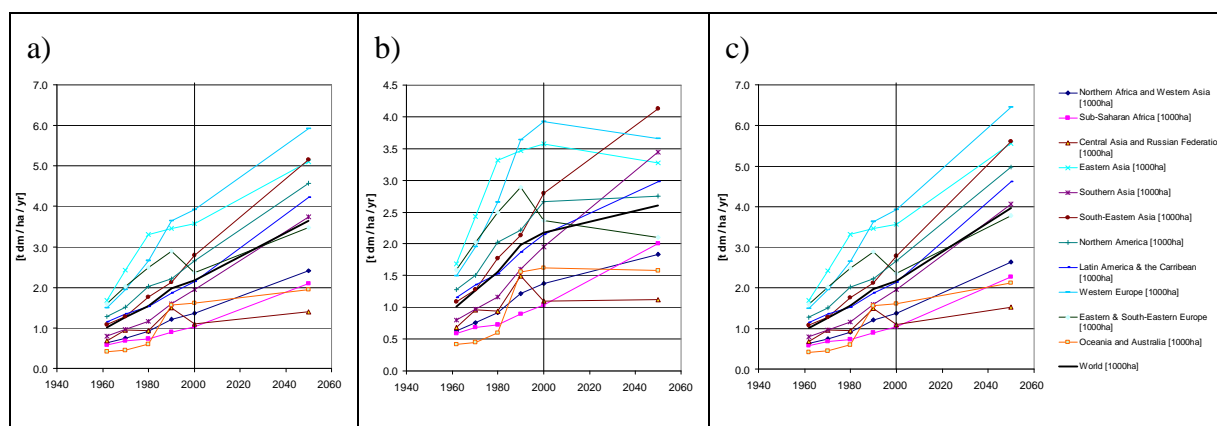 a)
7.0
6.0
5.0
4.0
3.0
2.0
1.0
0.0
[t dm / ha / yr]
1940 1960 1980 2000 2020 2040 2060
b)
4.5
4.0
3.5
3.0
2.5
2.0
1.5
1.0
0.5
0.0
[t dm / ha / yr]
1940 1960 1980 2000 2020 2040 2060
c)
7.0
6.0
5.0
4.0
3.0
2.0
1.0
0.0
[t dm / ha / yr]
1940 1960 1980 2000 2020 2040 2060
Northern Africa and Western Asia
[1000ha]
Sub-Saharan Africa [1000ha]
Central Asia and Russian Federatio
[1000ha]
Eastern Asia [1000ha]
Southern Asia [1000ha]
South-Eastern Asia [1000ha]
Northern America [1000ha]
Latin America & the Carribean
[1000ha]
Western Europe [1000ha]
Eastern & South-Eastern Europe
[1000ha]
Oceania and Australia [1000ha]
World [1000ha]